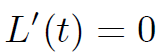 L′(t) = 0